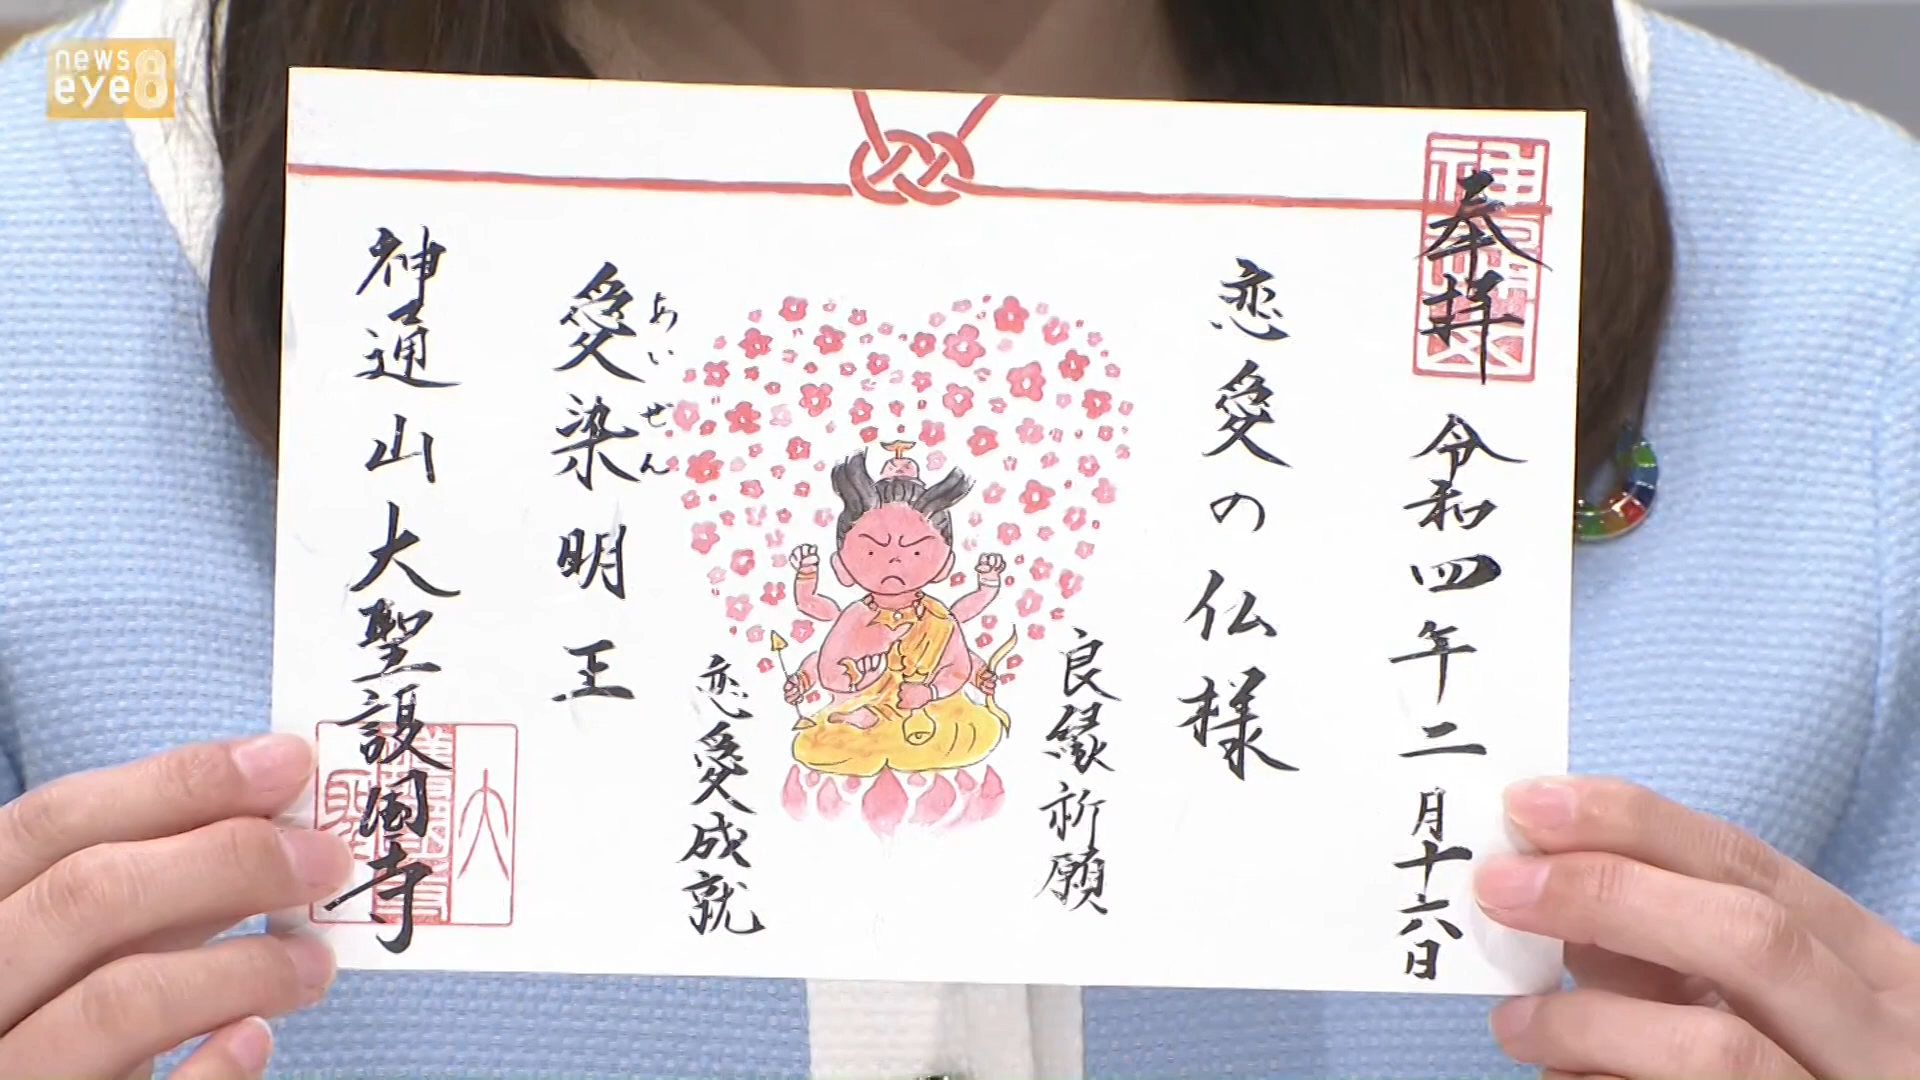 news
eye8
奉拝
令和四年二月十六日
恋愛の仏様
良縁祈願
恋愛成就
愛染明王
あいぜん
神通山大聖護国寺